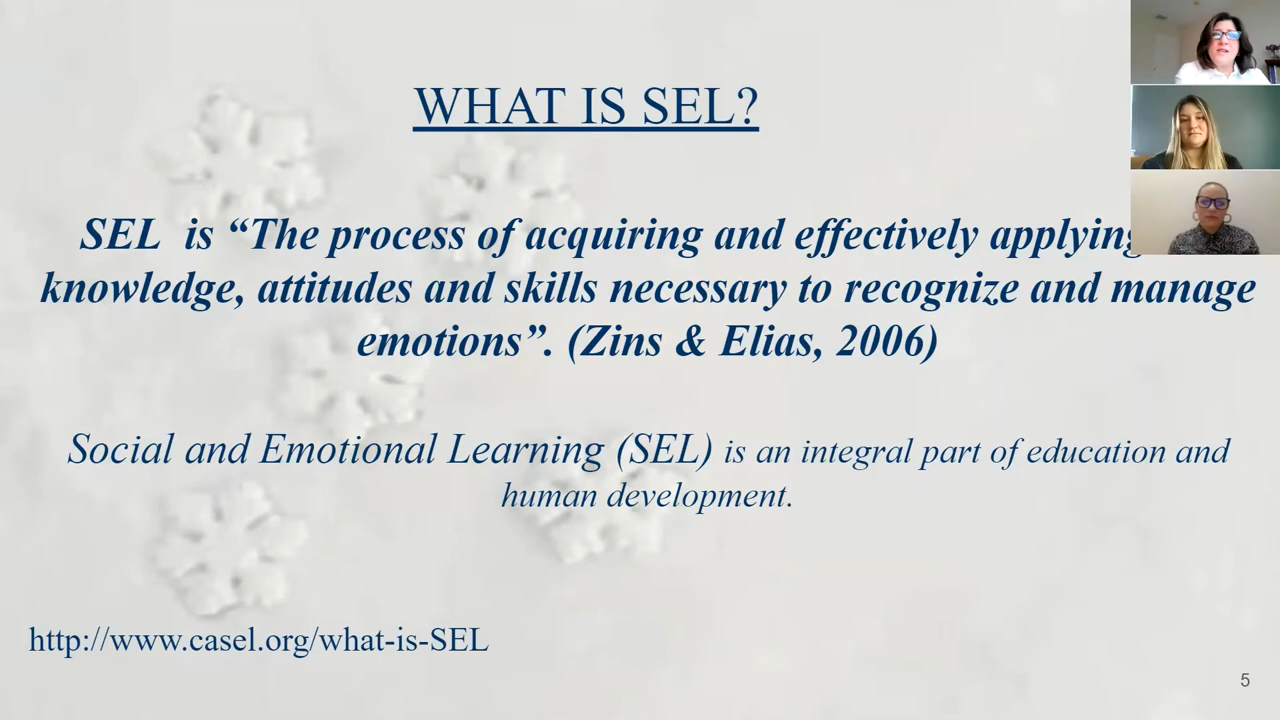 WHAT IS SEL?
SEL is “The process of acquiring and effectively applying
knowledge, attitudes and skills necessary to recognize and manage
emotions”. (Zins & Elias, 2006)
Social and Emotional Learning (SEL) is an integral part of education and
human development.
http://www.casel.org/what-is-SEL
5